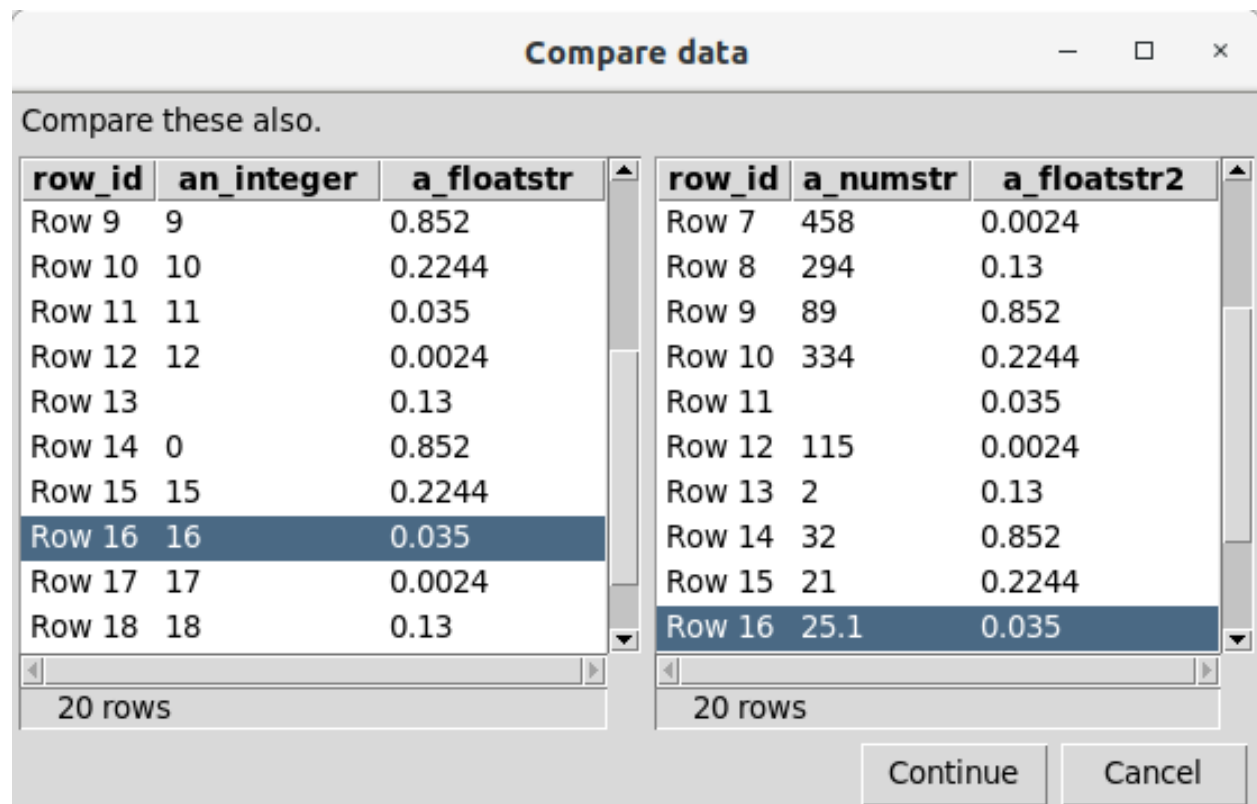 Compare data
Compare these also.
row_id an_integer a_floatstr
Row 9 9 0.852
Row 10 10 0.2244
Row 11 11 0.035
Row 12 12 0.0024
Row 13 0.13
Row 14 0 0.852
Row 15 15 0.2244
Row 16 16 0.035
Row 17 17 0.0024
Row 18 18 0.13
20 rows
row_id a_numstr a_floatstr2
Row 7 458 0.0024
Row 8 294 0.13
Row 9 89 0.852
Row 10 334 0.2244
Row 11 0.035
Row 12 115 0.0024
Row 13 2 0.13
Row 14 32 0.852
Row 15 21 0.2244
Row 16 25.1 0.035
20 rows
Continue Cancel